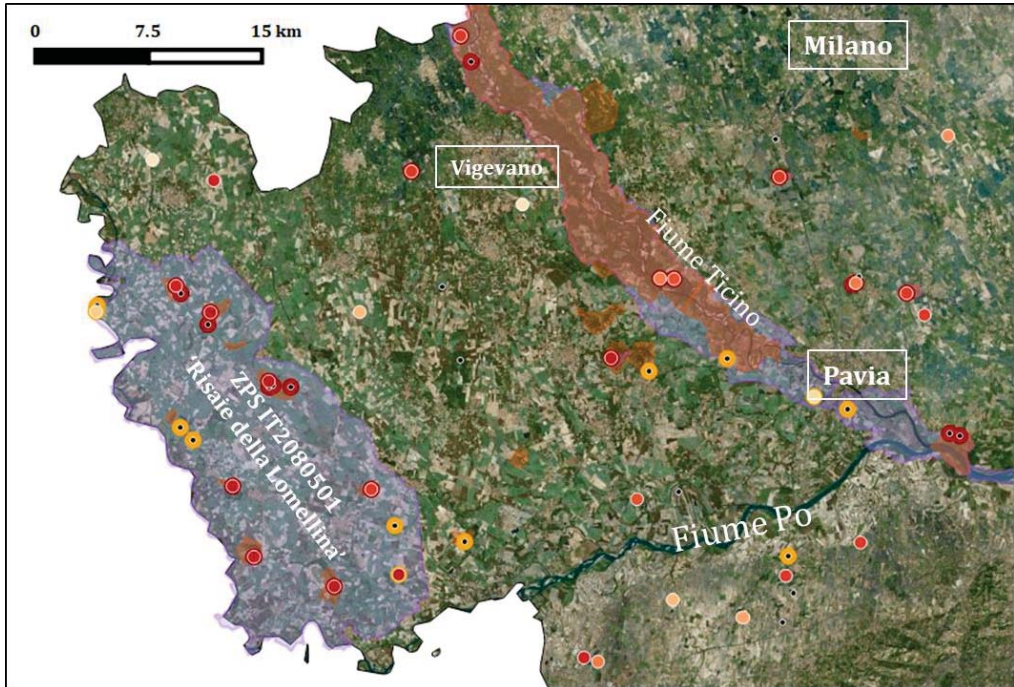 0 7.5 15 km
Milano
Vigevano
Fiume Ticino
ZPS IT2080501
‘Risaie della Lomellina’
Pavia
Fiume Po